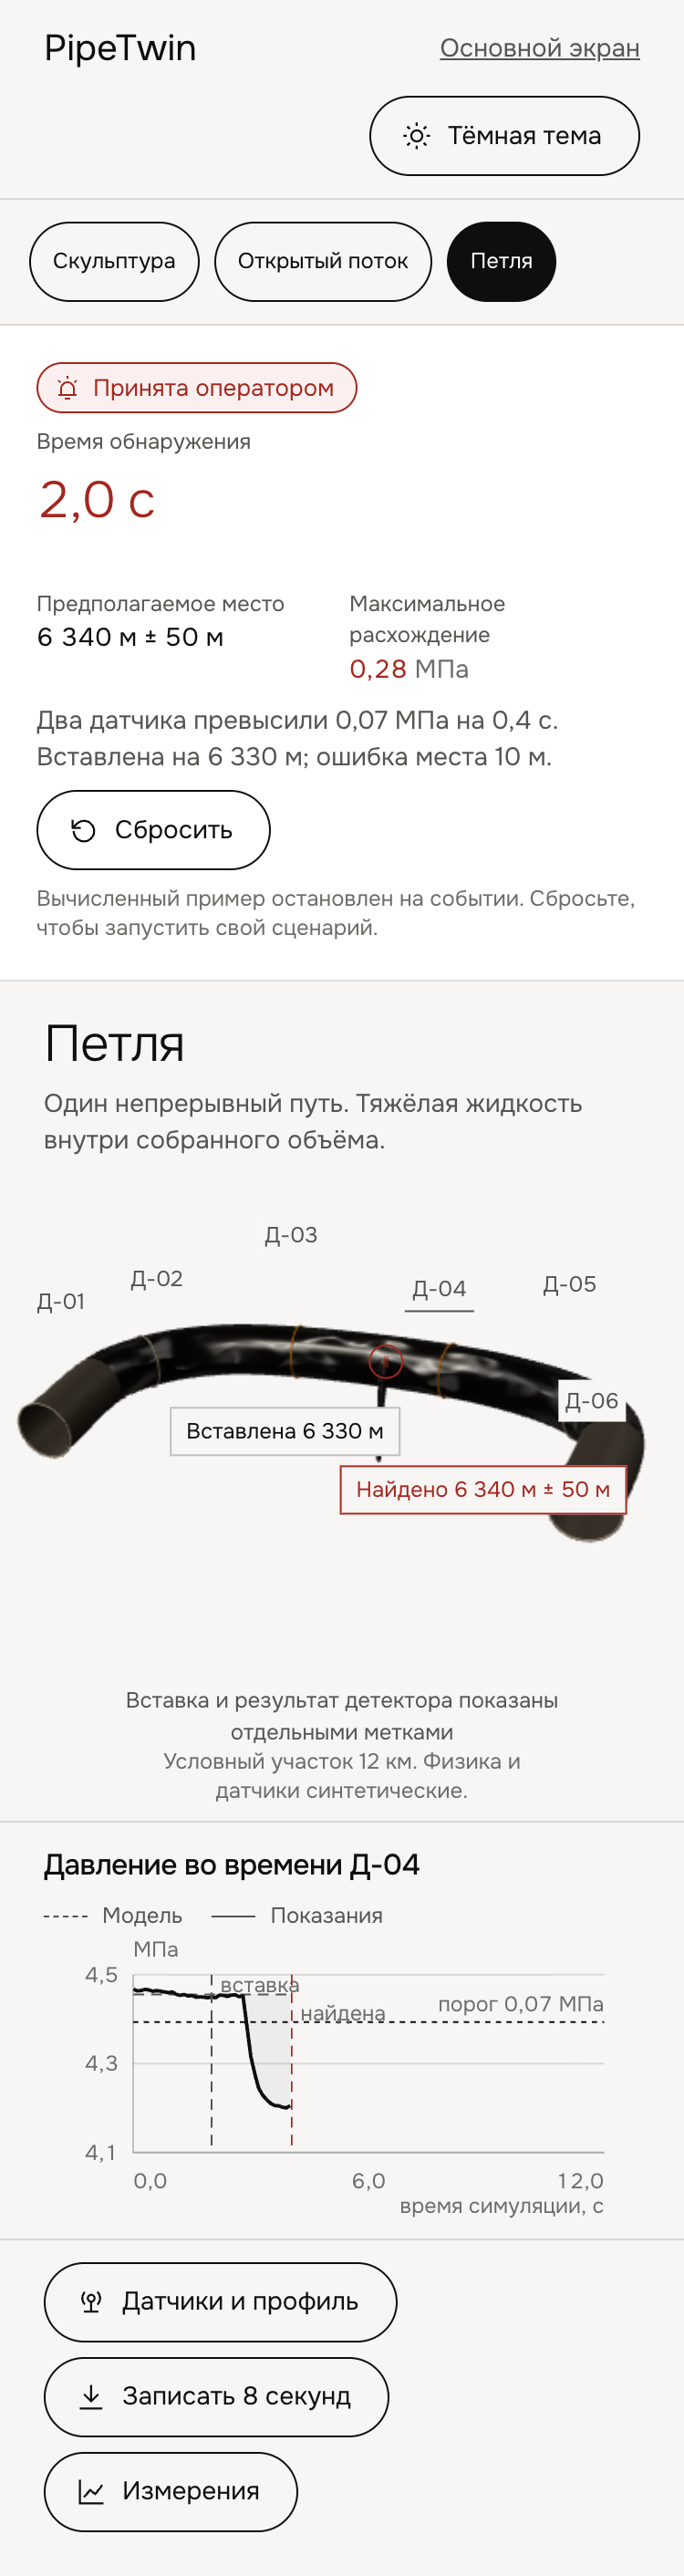 PipeTwin
Основной экран
Тёмная тема
Скульптура
Открытый поток
Петля
Принята оператором
Время обнаружения
2,0 с
Предполагаемое место
6 340 м ± 50 м
Максимальное
расхождение
0,28 МПа
Два датчика превысили 0,07 МПа на 0,4 с.
Вставлена на 6 330 м; ошибка места 10 м.
Сбросить
Вычисленный пример остановлен на событии. Сбросьте,
чтобы запустить свой сценарий.
Петля
Один непрерывный путь. Тяжёлая жидкость
внутри собранного объёма.
Д-03
Д-02
Д-04
Д-05
Д-01
Д-06
Вставлена 6 330 м
Найдено 6 340 м ± 50 м
Вставка и результат детектора показаны
отдельными метками
Условный участок 12 км. Физика и
датчики синтетические.
Давление во времени Д-04
Модель
Показания
МПа
4,5
вставка
найдена
порог 0,07 МПа
4,3
4,1
0,0
6,0
12,0
время симуляции, с
Датчики и профиль
Записать 8 секунд
Измерения